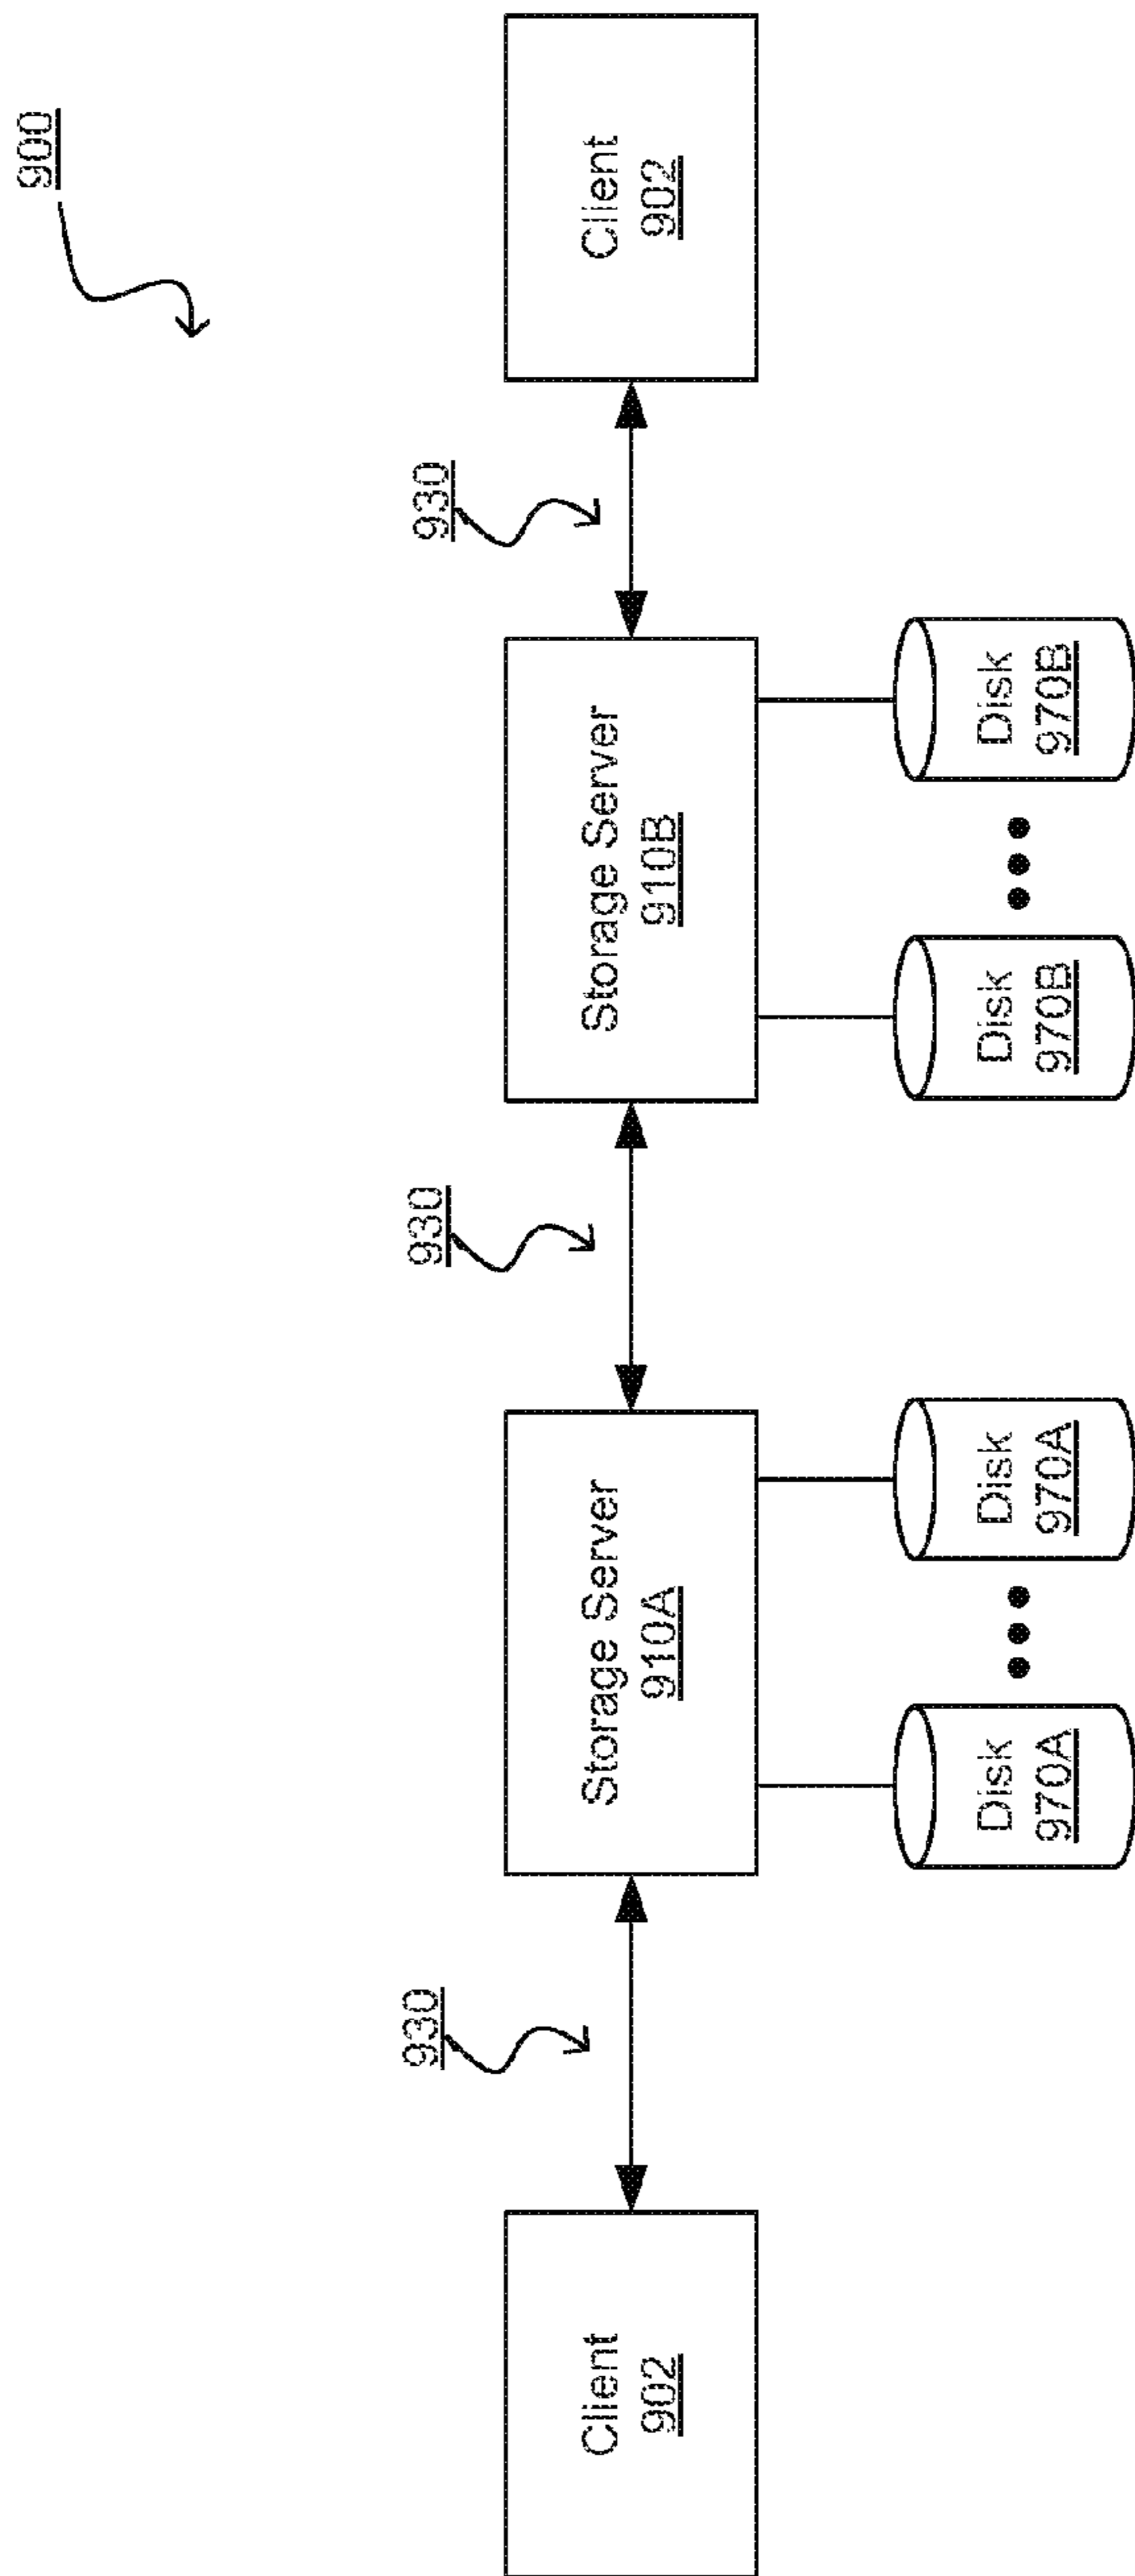 900
930
930
930
Client
902
Storage Server
910A
Storage Server
910B
Client
902
Disk
970A
Disk
970A
Disk
970B
Disk
970B